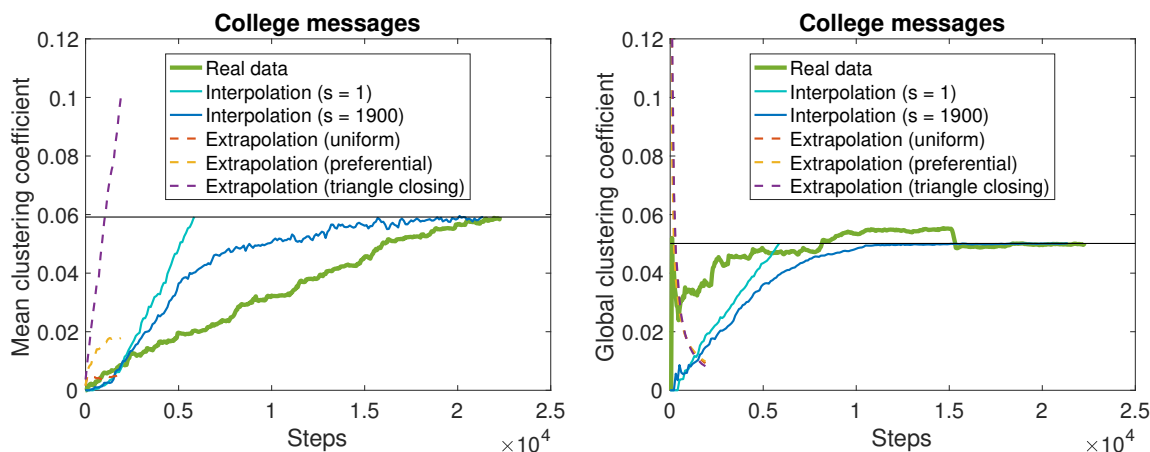 College messages
0.12
0.1
0.08
0.06
0.04
0.02
0
Mean clustering coefficient
Real data
Interpolation (s = 1)
Interpolation (s = 1900)
Extrapolation (uniform)
Extrapolation (preferential)
Extrapolation (triangle closing)
0 0.5 1 1.5 2 2.5
Steps
×10^4
College messages
0.12
0.1
0.08
0.06
0.04
0.02
0
Global clustering coefficient
Real data
Interpolation (s = 1)
Interpolation (s = 1900)
Extrapolation (uniform)
Extrapolation (preferential)
Extrapolation (triangle closing)
0 0.5 1 1.5 2 2.5
Steps
×10^4